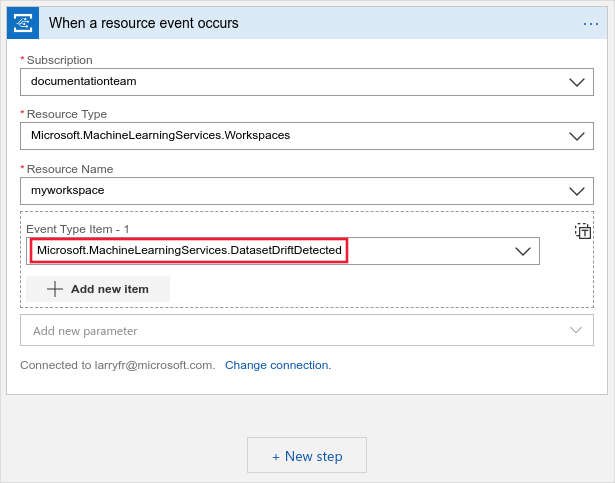 When a resource event occurs
...
* Subscription
documentationteam
* Resource Type
Microsoft.MachineLearningServices.Workspaces
* Resource Name
myworkspace
Event Type Item - 1
T
Microsoft.MachineLearningServices.DatasetDriftDetected
Add new item
Add new parameter
Connected to larryfr@microsoft.com. Change connection.
+ New step